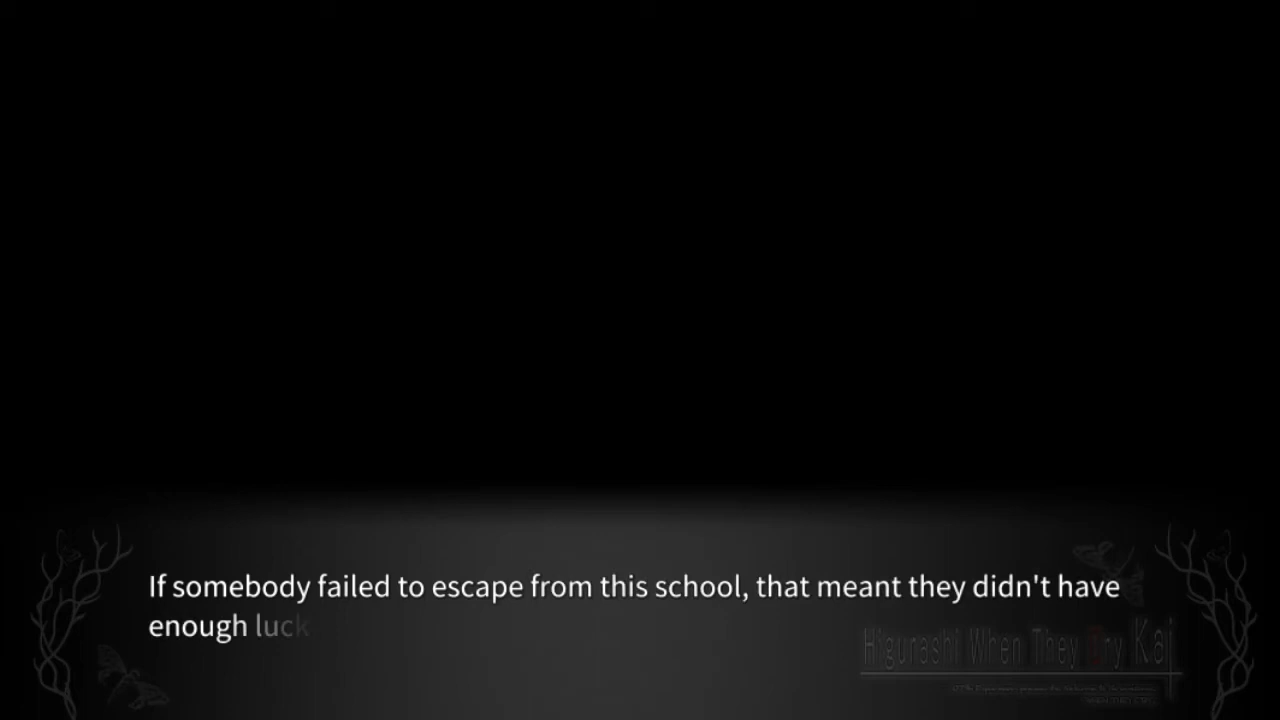 If somebody failed to escape from this school, that meant they didn't have
enough luck
Higurashi When They Cry Kai